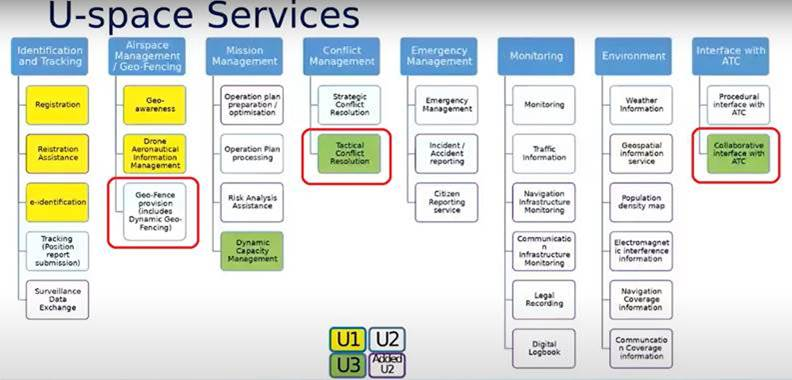 U-space Services
Identification
and Tracking
Registration
Reistration
Assistance
e-identification
Tracking
(Position
report
submission)
Surveillance
Data
Exchange
Airspace
Management
/ Geo-Fencing
Geo-
awareness
Drone
Aeronautical
Information
Management
Geo-Fence
provision
(includes
Dynamic Geo-
Fencing)
Mission
Management
Operation plan
preparation /
optimisation
Operation Plan
processing
Risk Analysis
Assistance
Dynamic
Capacity
Management
Conflict
Management
Strategic
Conflict
Resolution
Tactical
Conflict
Resolution
Emergency
Management
Emergency
Management
Incident /
Accident
reporting
Citizen
Reporting
service
Monitoring
Monitoring
Traffic
Information
Navigation
Infrastructure
Monitoring
Communicatio
n
Infrastructure
Monitoring
Legal
Recording
Digital
Logbook
Environment
Weather
Information
Geospatial
information
service
Population
density map
Electromagnet
ic interference
information
Navigation
Coverage
information
Communcatio
n Coverage
information
Interface with
ATC
Procedural
interface with
ATC
Collaborative
interface with
ATC
U1 U2
U3 Added
U2